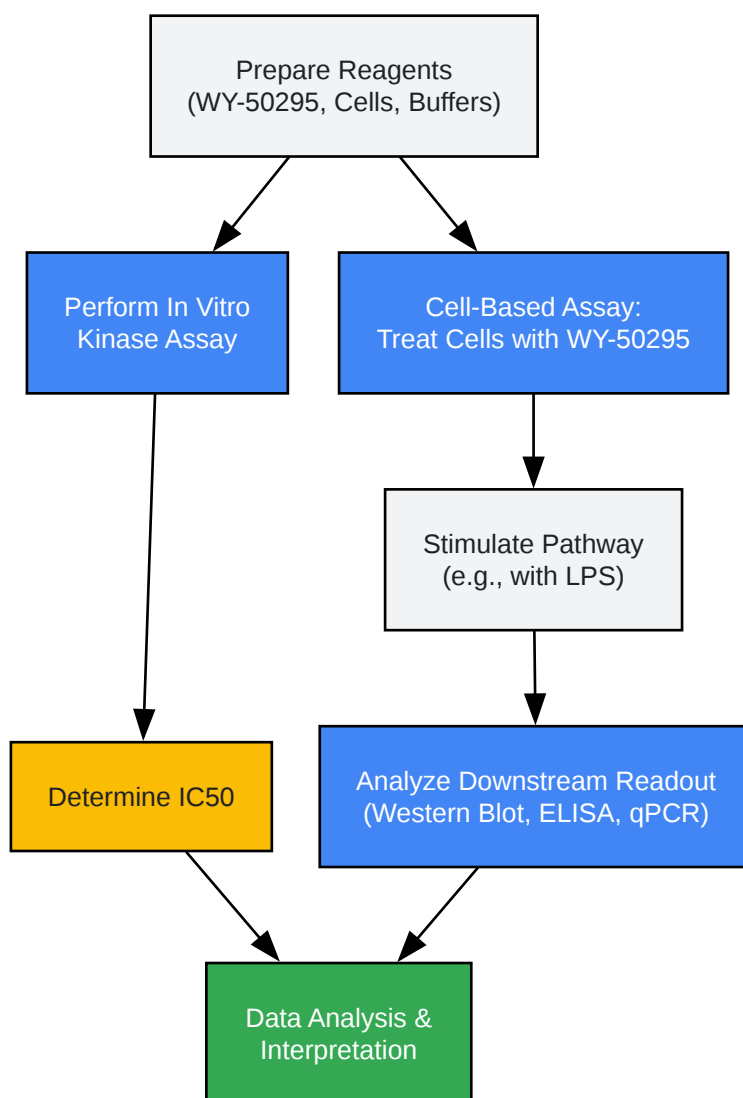 Prepare Reagents
(WY-50295, Cells, Buffers)
Perform In Vitro
Kinase Assay
Cell-Based Assay:
Treat Cells with WY-50295
Stimulate Pathway
(e.g., with LPS)
Determine IC50
Analyze Downstream Readout
(Western Blot, ELISA, qPCR)
Data Analysis &
Interpretation